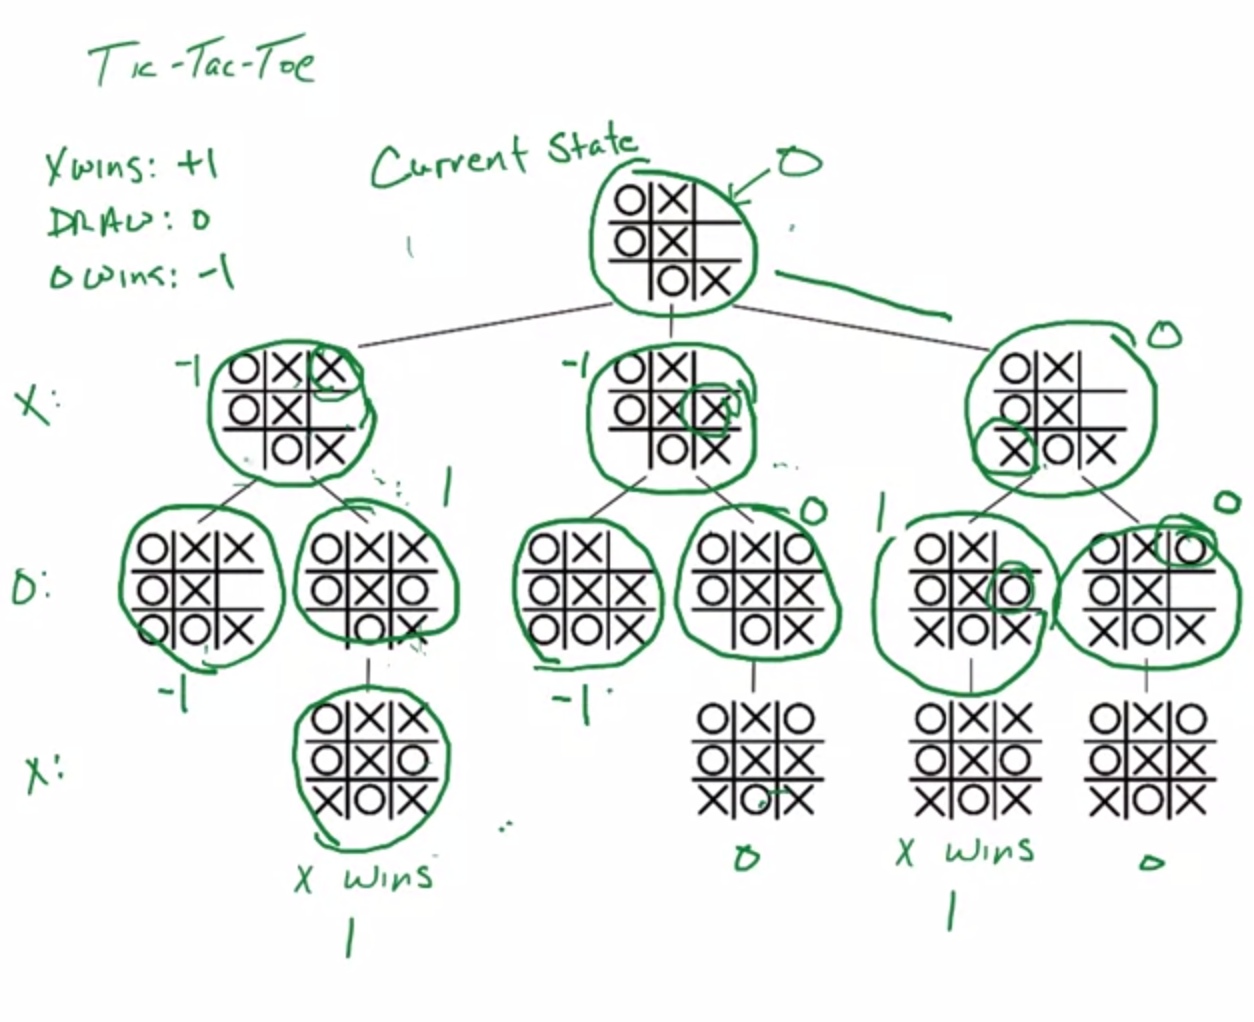 Tic-Tac-Toe
X wins: +1
DRAW: 0
O wins: -1
Current State
0
O X
O X
O X
X:
-1
O X X
O X
O X
-1
O X
O X X
O X
0
O X
O X
X O X
O:
O X X
O X
O O X
-1
1
O X X
O X O
O X
O X
O X X
O O X
-1
0
O X O
O X X
O X
1
O X
O X O
X O X
0
O X O
O X
X O X
X:
O X X
O X O
X O X
X wins
1
O X O
O X X
X O X
0
O X X
O X O
X O X
X wins
1
O X O
O X X
X O X
0